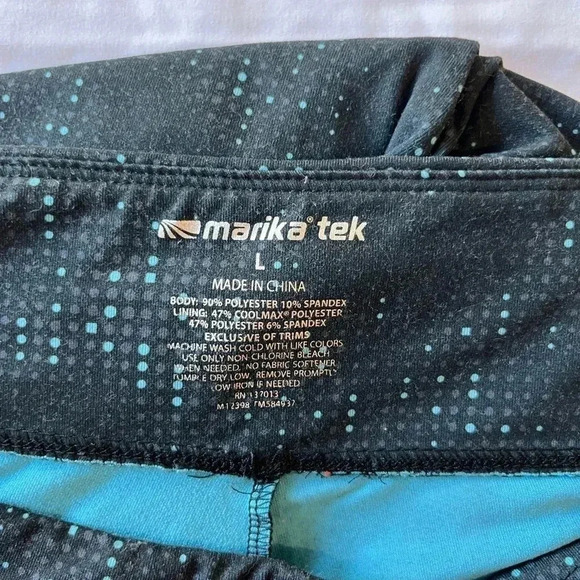 marika® tek
L
MADE IN CHINA
BODY: 90% POLYESTER 10% SPANDEX
LINING: 47% COOLMAX® POLYESTER
47% POLYESTER 6% SPANDEX
EXCLUSIVE OF TRIMS
MACHINE WASH COLD WITH LIKE COLORS
USE ONLY NON-CHLORINE BLEACH
WHEN NEEDED. NO FABRIC SOFTENER
TUMBLE DRY LOW. REMOVE PROMPTLY
LOW IRON IF NEEDED
RN 137013
M12398 TM584937